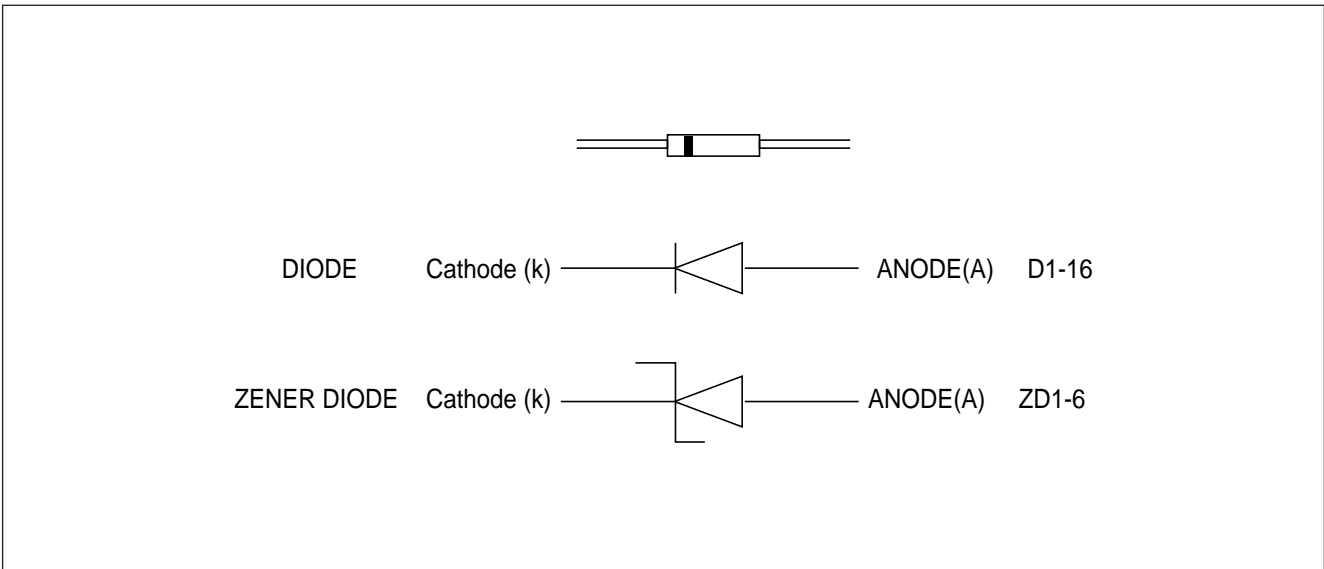 DIODE Cathode (k) ANODE(A) D1-16
ZENER DIODE Cathode (k) ANODE(A) ZD1-6